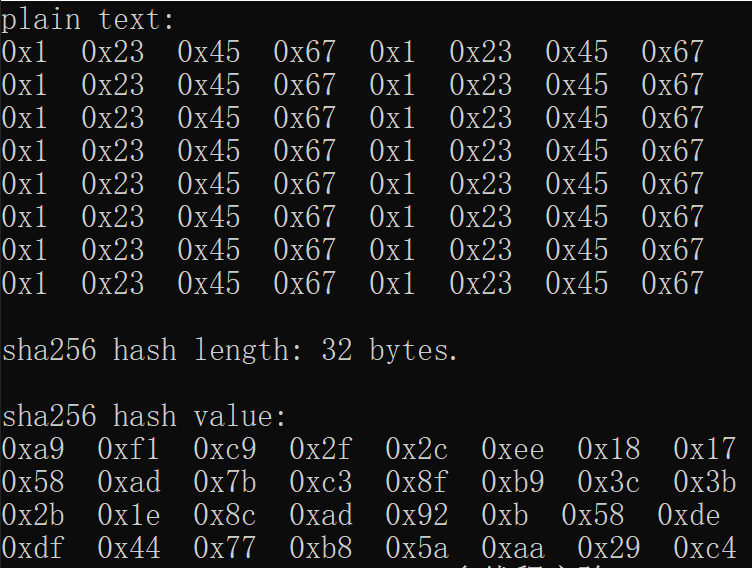 plain text:
0x1 0x23 0x45 0x67 0x1 0x23 0x45 0x67
0x1 0x23 0x45 0x67 0x1 0x23 0x45 0x67
0x1 0x23 0x45 0x67 0x1 0x23 0x45 0x67
0x1 0x23 0x45 0x67 0x1 0x23 0x45 0x67
0x1 0x23 0x45 0x67 0x1 0x23 0x45 0x67
0x1 0x23 0x45 0x67 0x1 0x23 0x45 0x67
0x1 0x23 0x45 0x67 0x1 0x23 0x45 0x67
0x1 0x23 0x45 0x67 0x1 0x23 0x45 0x67
sha256 hash length: 32 bytes.
sha256 hash value:
0xa9 0xf1 0xc9 0x2f 0x2c 0xee 0x18 0x17
0x58 0xad 0x7b 0xc3 0x8f 0xb9 0x3c 0x3b
0x2b 0x1e 0x8c 0xad 0x92 0xb 0x58 0xde
0xdf 0x44 0x77 0xb8 0x5a 0xaa 0x29 0xc4